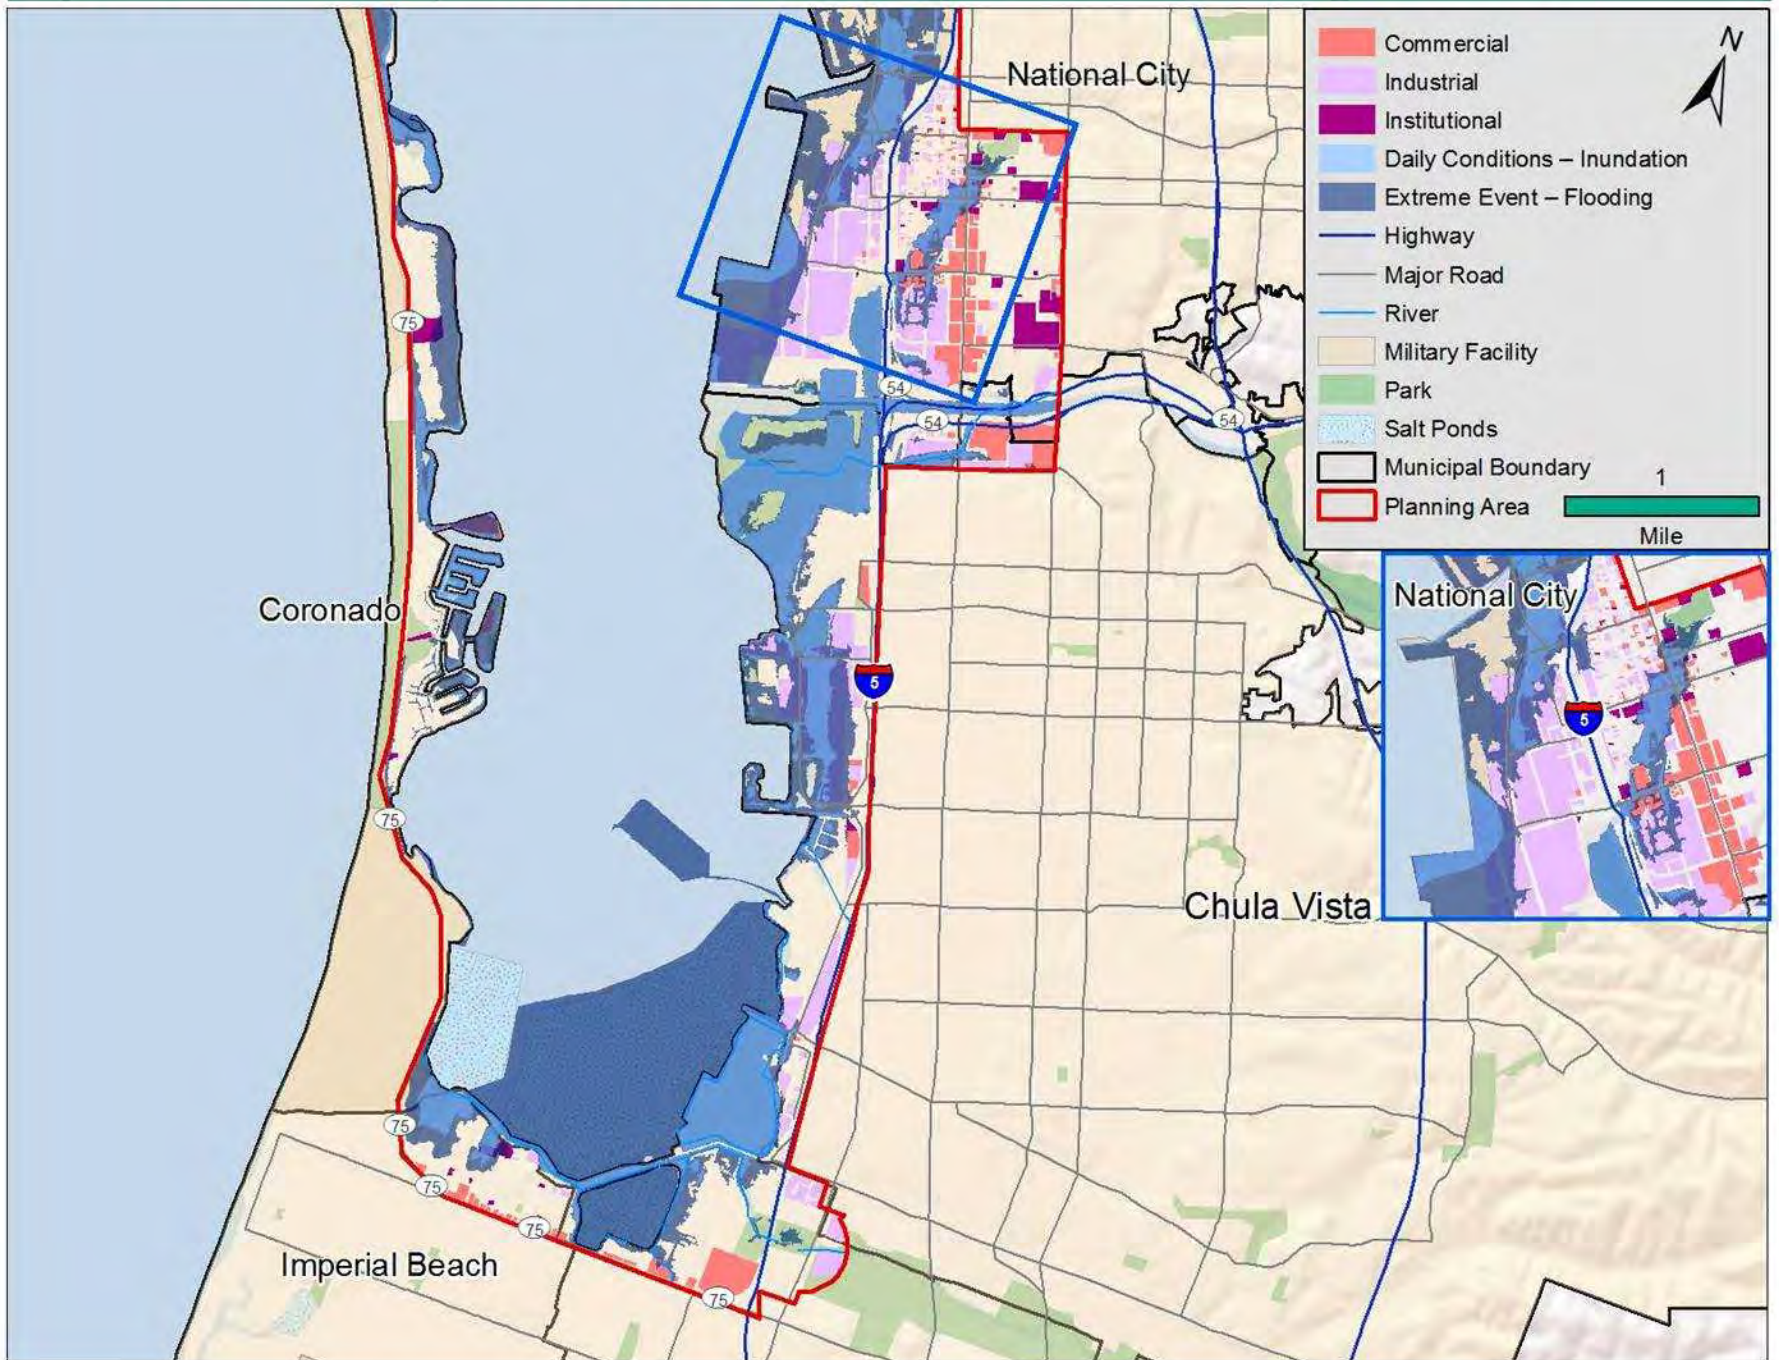 National City
N
Commercial
Industrial
Institutional
Daily Conditions – Inundation
Extreme Event – Flooding
Highway
Major Road
River
Military Facility
Park
Salt Ponds
Municipal Boundary
Planning Area
1
Mile
75
54
54
54
National City
5
Coronado
5
75
Chula Vista
75
75
75
Imperial Beach
75